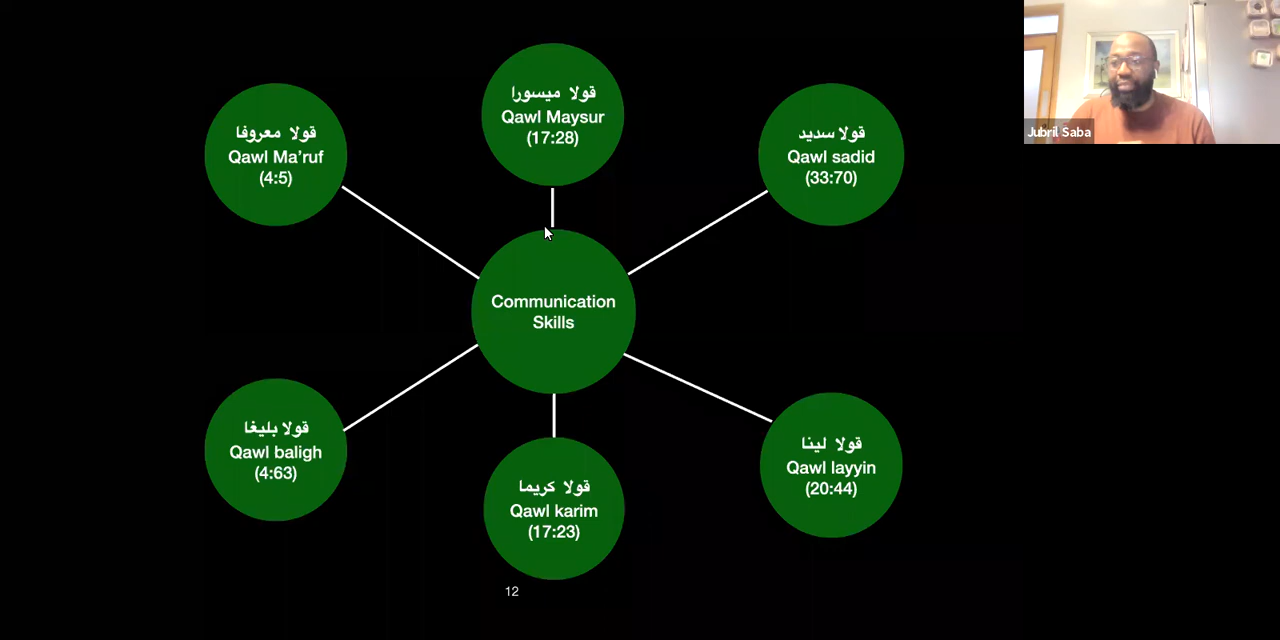 قولا ميسورا
Qawl Maysur
(17:28)
قولا معروفا
Qawl Ma’ruf
(4:5)
قولا سديد
Qawl sadid
(33:70)
Jubril Saba
Communication
Skills
قولا بليغا
Qawl baligh
(4:63)
قولا كريما
Qawl karim
(17:23)
قولا لينا
Qawl layyin
(20:44)
12